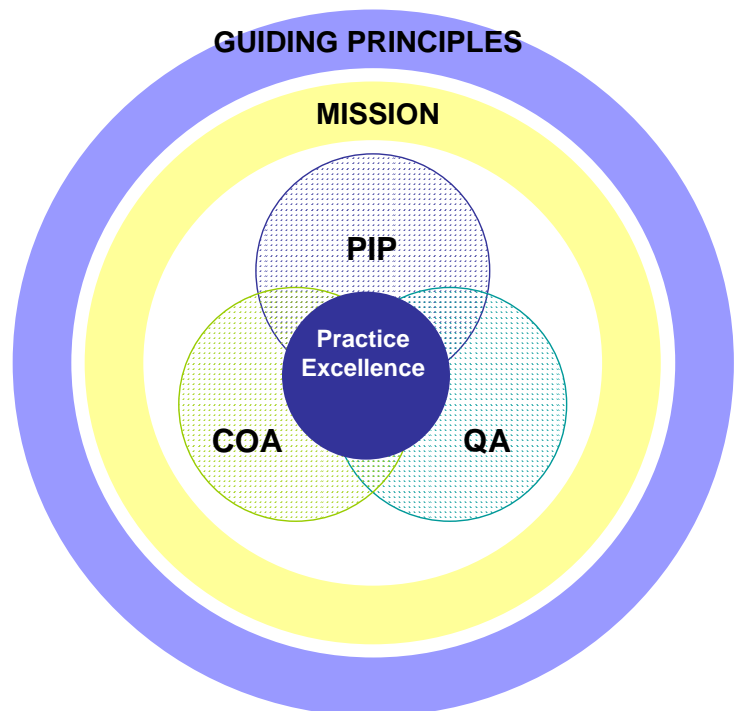 GUIDING PRINCIPLES
MISSION
PIP
Practice
Excellence
COA
QA